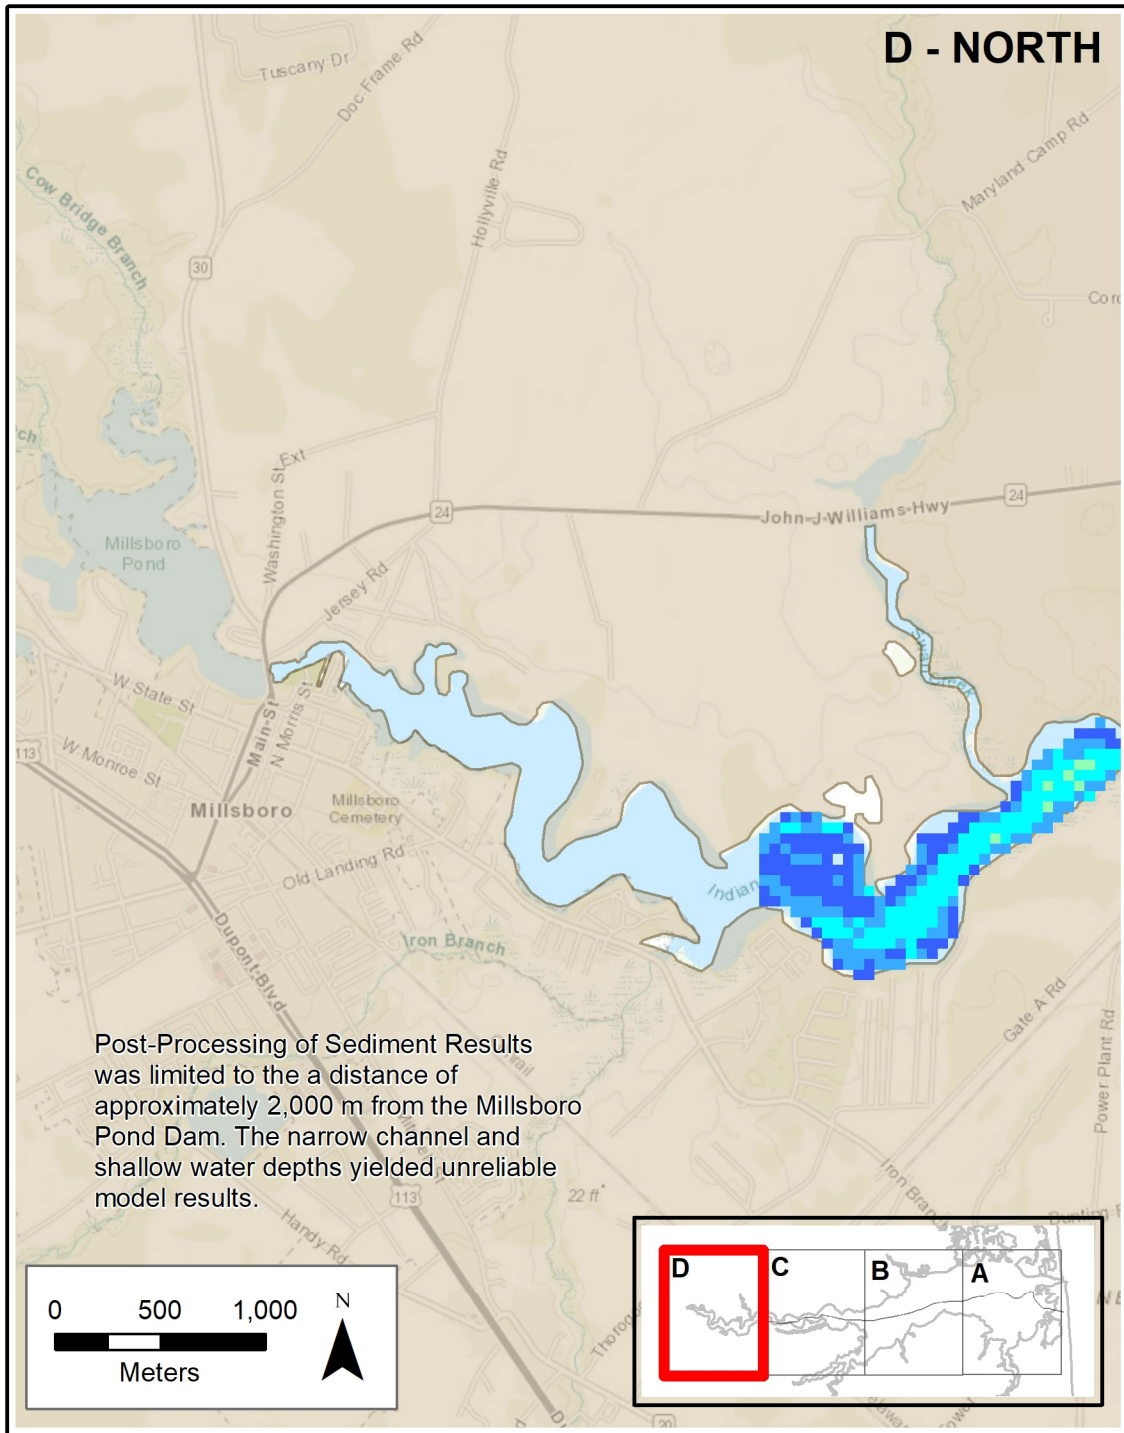 D - NORTH
Tuscany Dr
Doc Frame Rd
Maryland Camp Rd
Cow Bridge Branch
Hollyville Rd
30
Washington St
Ext
24
24
John-J-Williams-Hwy
Millsboro
Pond
Jersey Rd
W State St
Main-St
N Morris St
W Monroe St
113
Millsboro
Millsboro
Cemetery
Old Landing Rd
Indian
Iron Branch
Dupont-Blvd
Gate A Rd
Power Plant Rd
Post-Processing of Sediment Results
was limited to the a distance of
approximately 2,000 m from the Millsboro
Pond Dam. The narrow channel and
shallow water depths yielded unreliable
model results.
113
22 ft
Iron Branch
Handy Rd
D
C
B
A
0 500 1,000
Meters
N
20